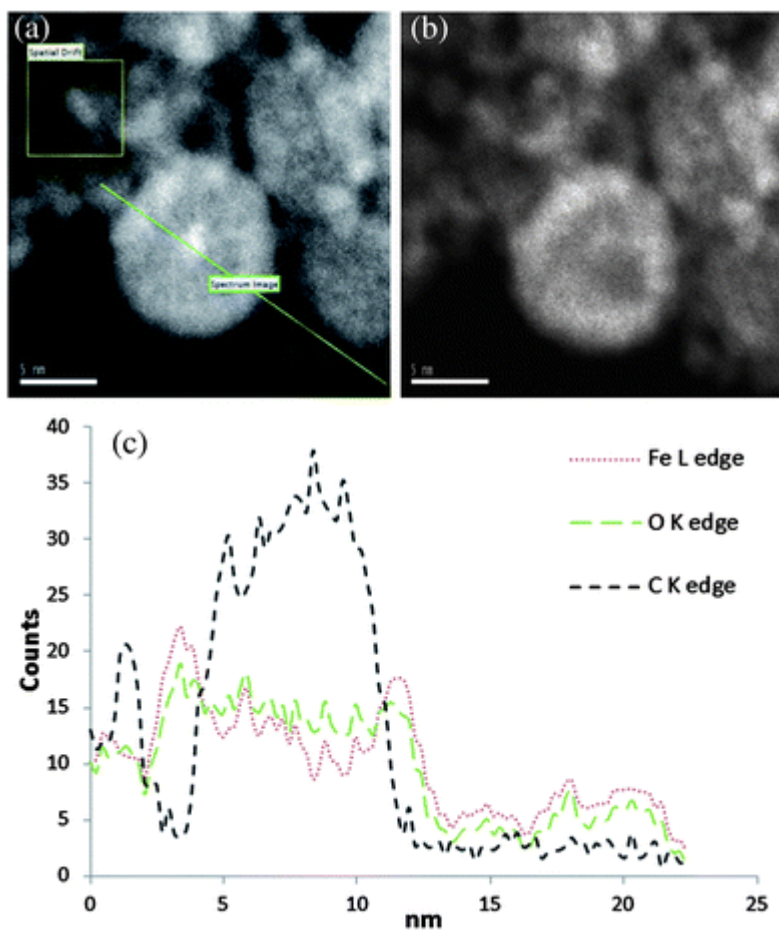 (a)
Spatial Drift
Spectrum Image
5 nm
(b)
5 nm
(c)
Fe L edge
O K edge
C K edge
Counts
40
35
30
25
20
15
10
5
0
0 5 10 15 20 25
nm